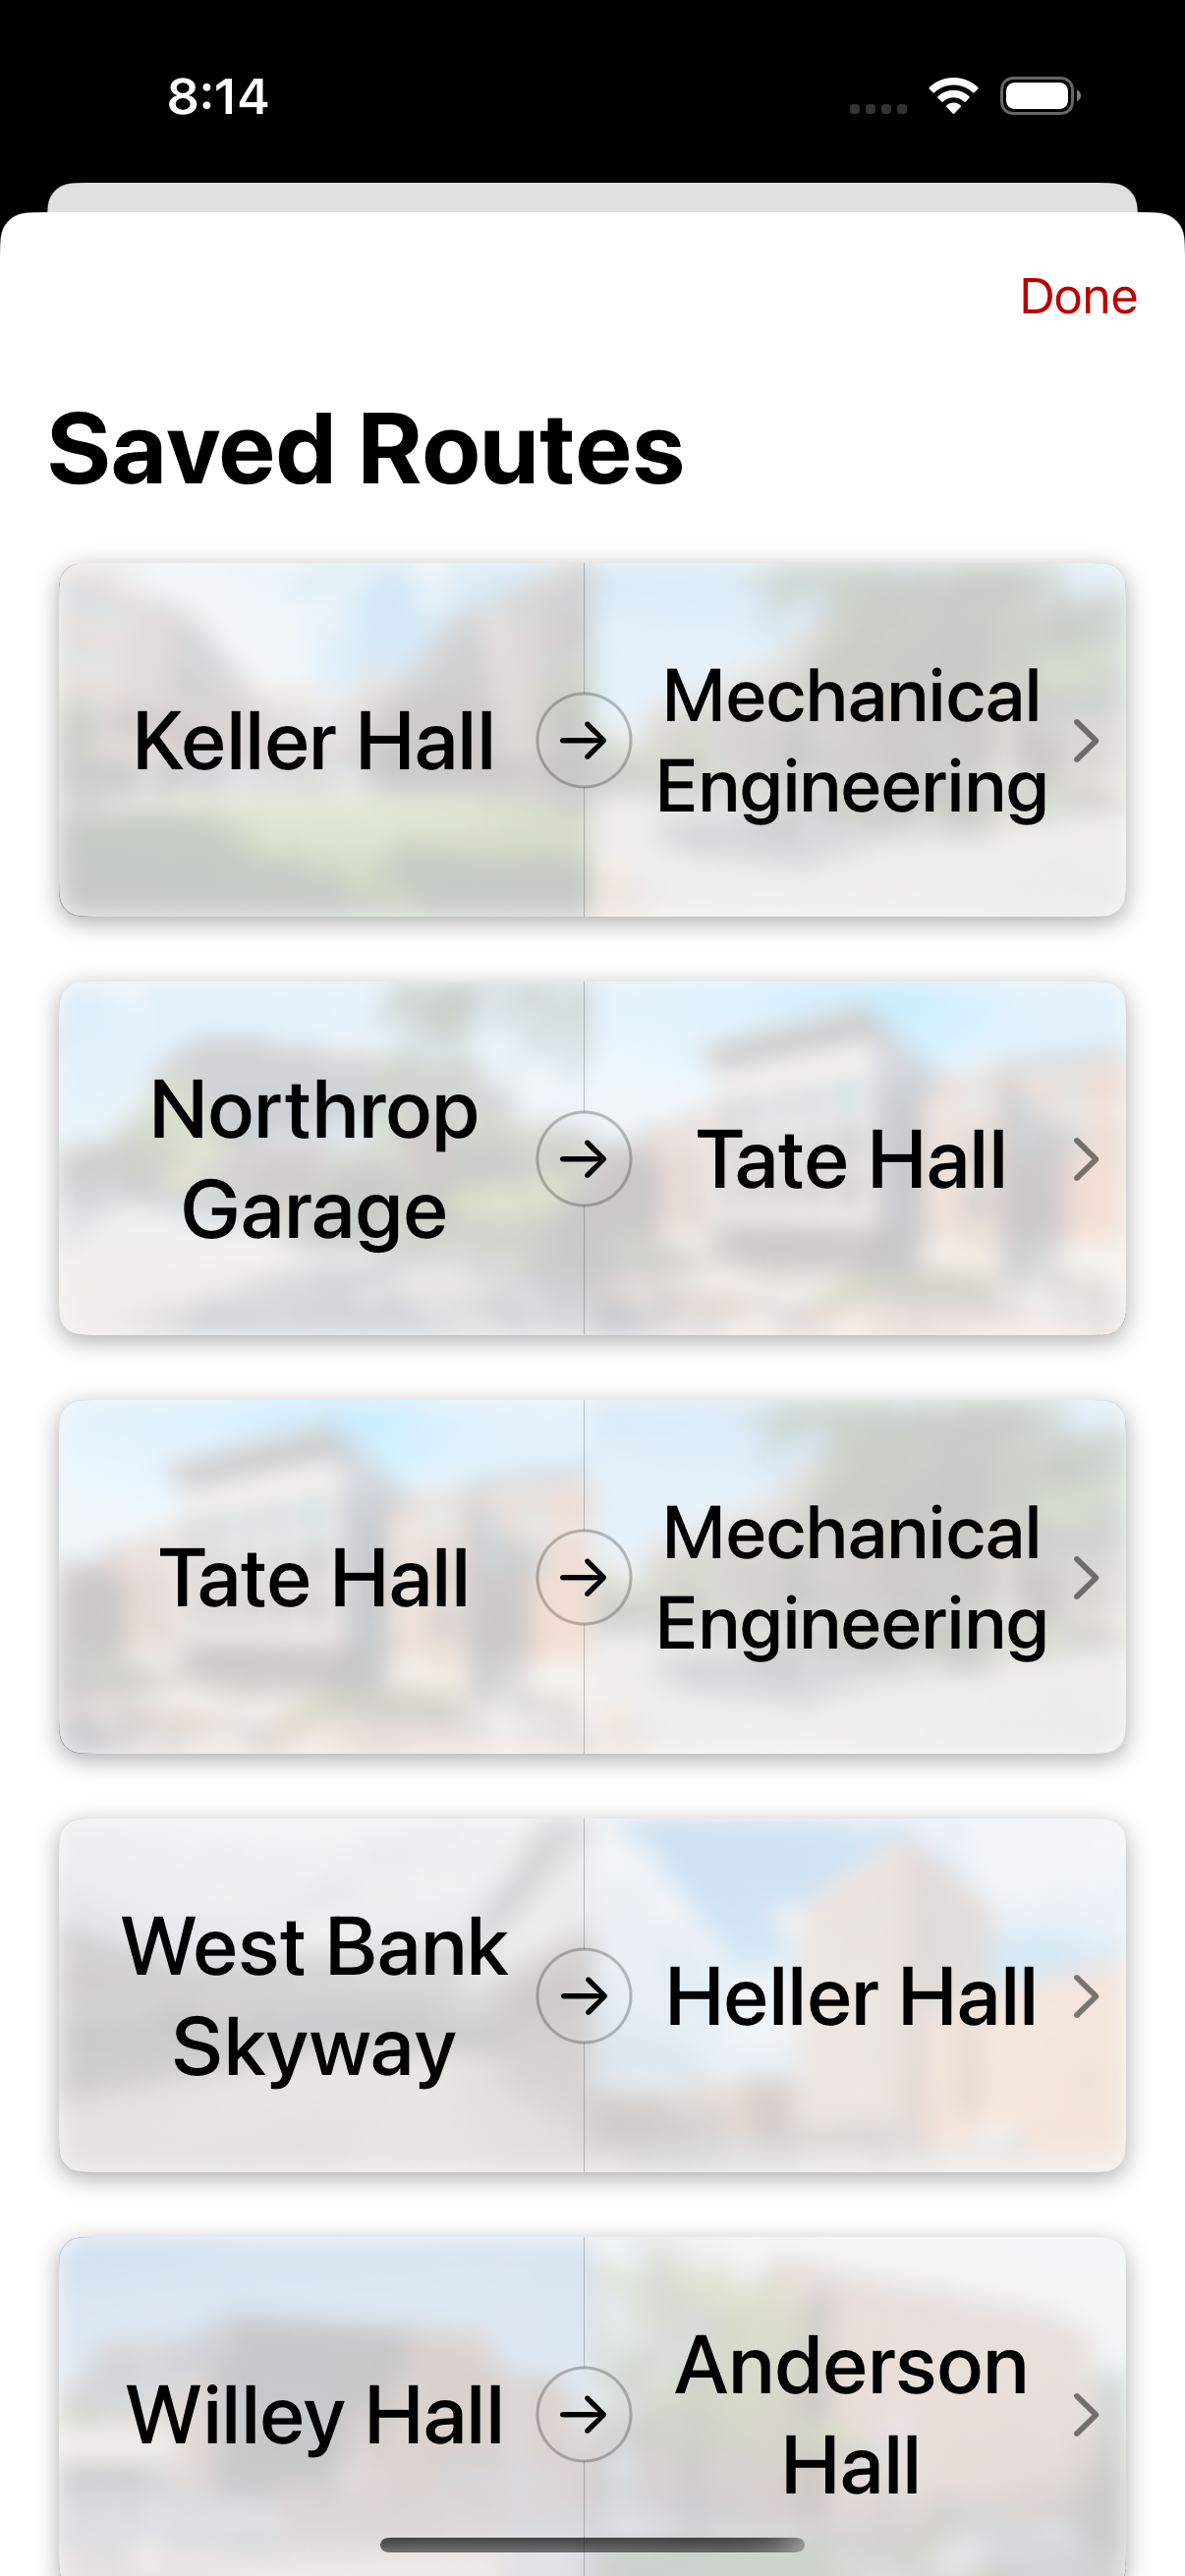 8:14
Done
Saved Routes
Keller Hall
Mechanical
Engineering
Northrop
Garage
Tate Hall
Tate Hall
Mechanical
Engineering
West Bank
Skyway
Heller Hall
Willey Hall
Anderson
Hall